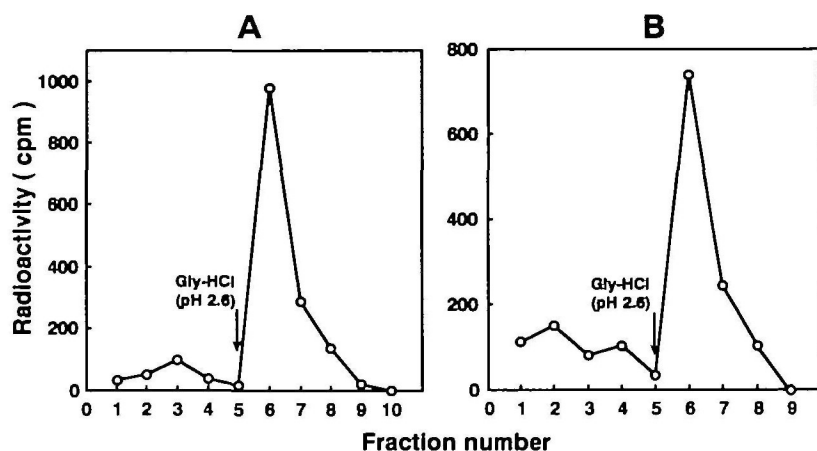 A
B
Radioactivity ( cpm )
1000
800
600
400
200
0
Gly-HCl
(pH 2.6)
0 1 2 3 4 5 6 7 8 9 10
800
600
400
200
0
Gly-HCl
(pH 2.6)
0 1 2 3 4 5 6 7 8 9
Fraction number